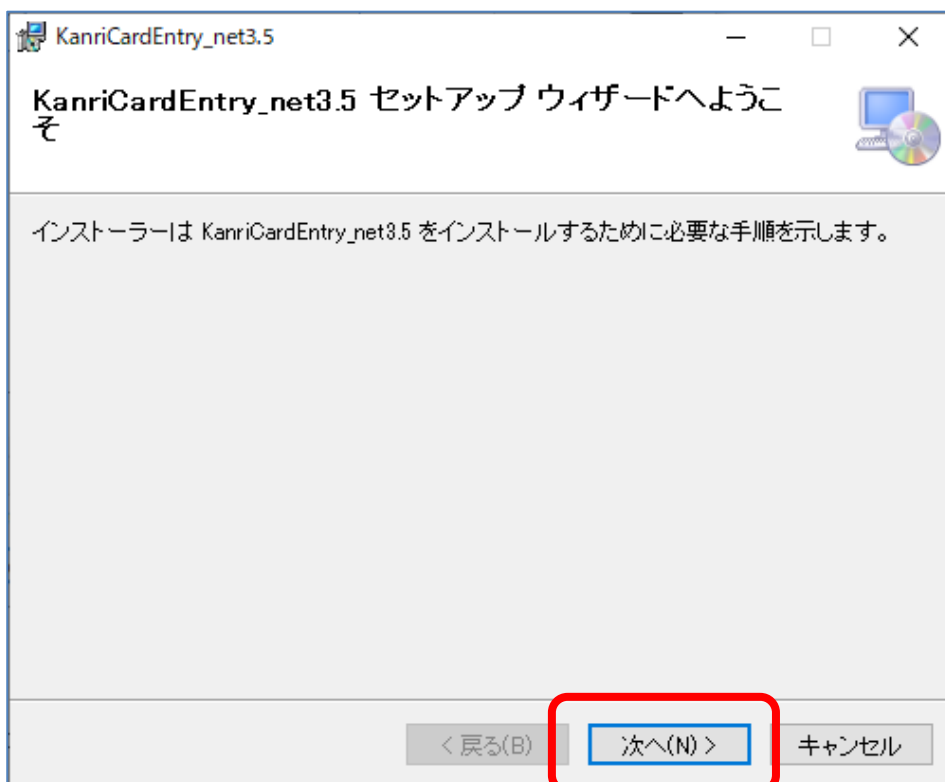 KanriCardEntry_net3.5
KanriCardEntry_net3.5 セットアップ ウィザードへようこ
そ
インストーラーは KanriCardEntry_net3.5 をインストールするために必要な手順を示します。
< 戻る(B) 次へ(N) > キャンセル